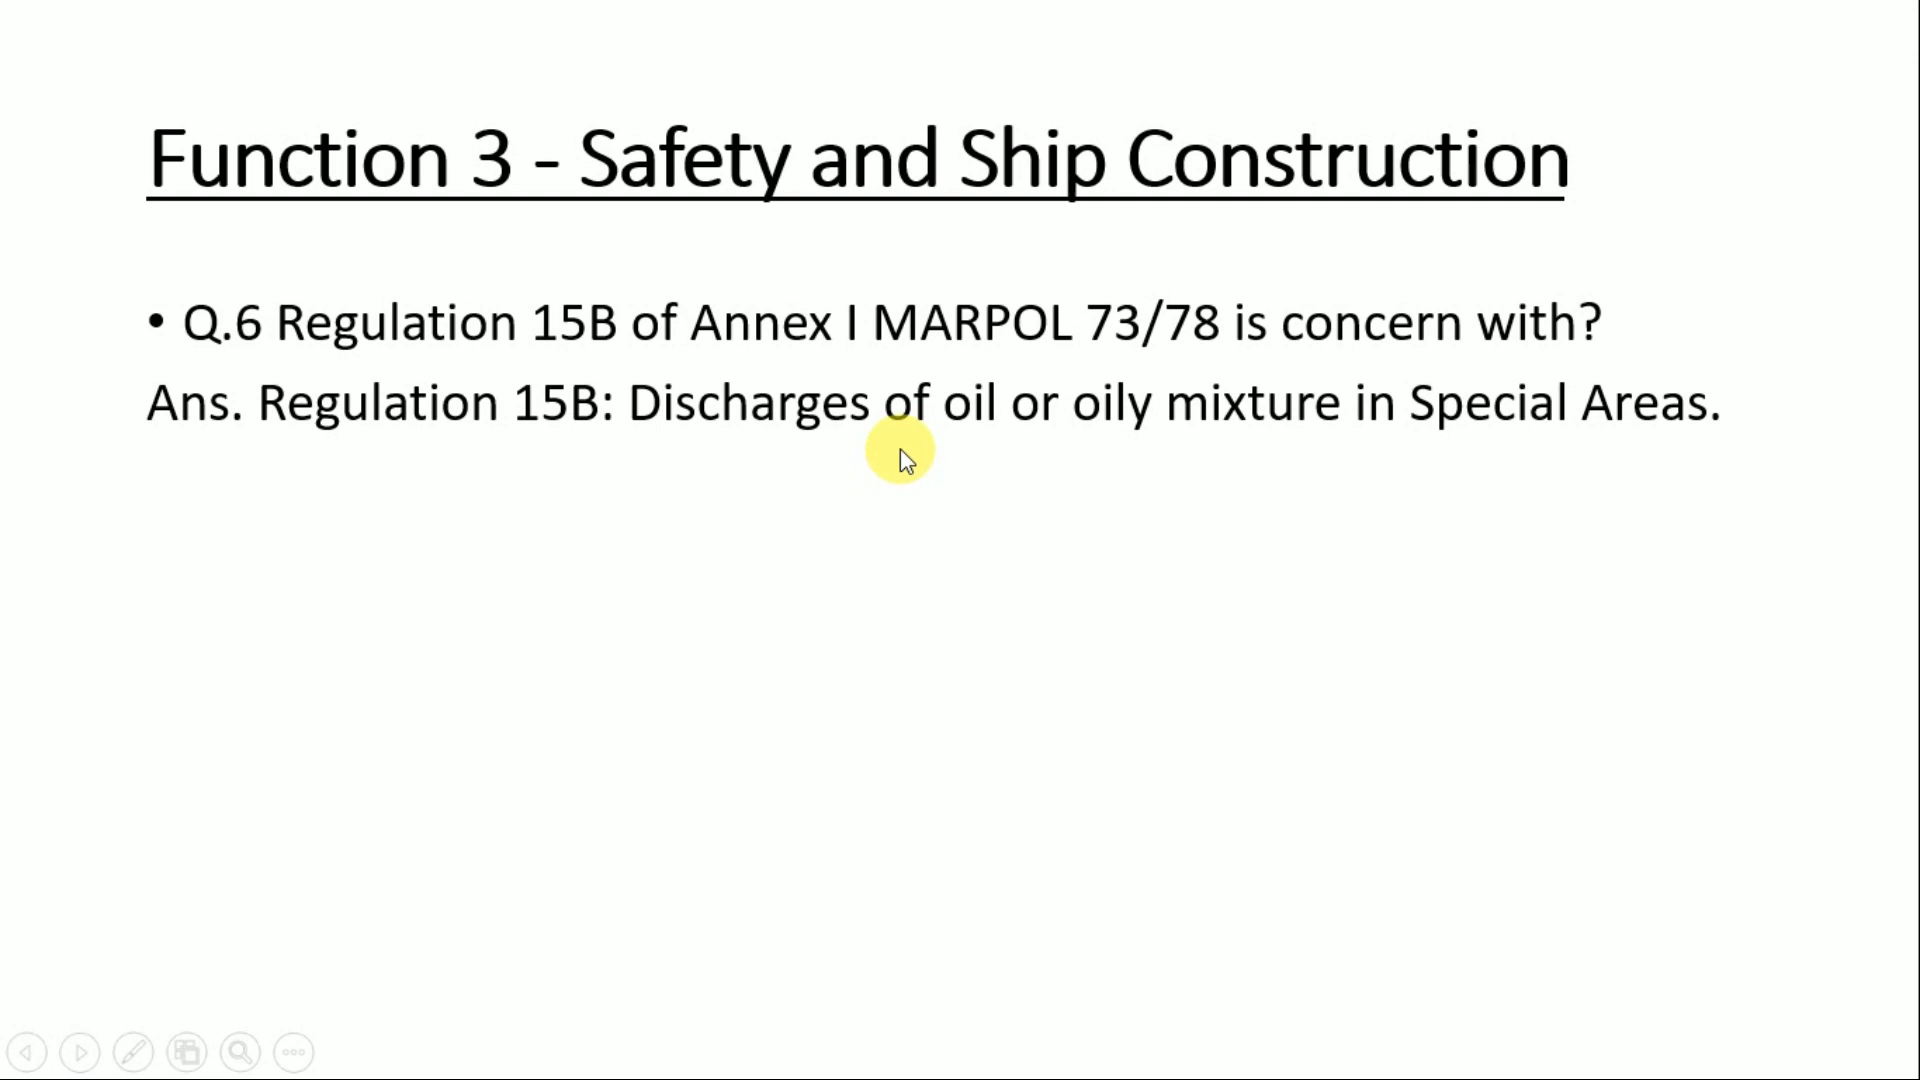 Function 3 - Safety and Ship Construction
• Q.6 Regulation 15B of Annex I MARPOL 73/78 is concern with?
Ans. Regulation 15B: Discharges of oil or oily mixture in Special Areas.